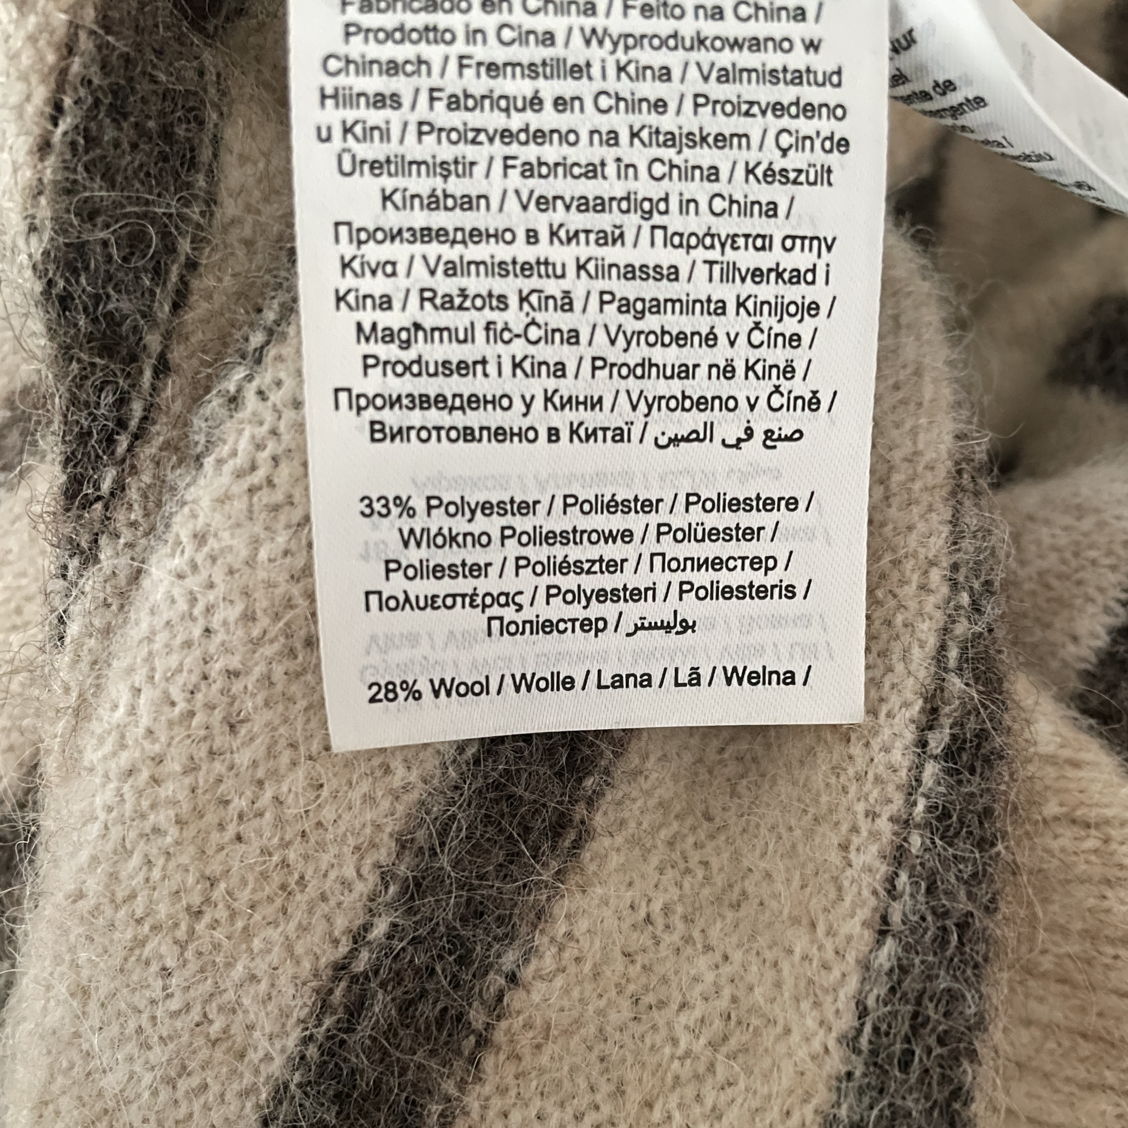 Fabricado en China / Feito na China /
Prodotto in Cina / Wyprodukowano w
Chinach / Fremstillet i Kina / Valmistatud
Hiinas / Fabriqué en Chine / Proizvedeno
u Kini / Proizvedeno na Kitajskem / Çin'de
Üretilmiştir / Fabricat în China / Készült
Kínában / Vervaardigd in China /
Произведено в Китай / Παράγεται στην
Κίνα / Valmistettu Kiinassa / Tillverkad i
Kina / Ražots Ķīnā / Pagaminta Kinijoje /
Magħmul fiċ-Ċina / Vyrobené v Číne /
Produsert i Kina / Prodhuar në Kinë /
Произведено у Кини / Vyrobeno v Číně /
Виготовлено в Китаї / صنع في الصين
33% Polyester / Poliéster / Poliestere /
Wlókno Poliestrowe / Polüester /
Poliester / Poliészter / Полиестер /
Πολυεστέρας / Polyesteri / Poliesteris /
Поліестер / بوليستر
28% Wool / Wolle / Lana / Lã / Welna /